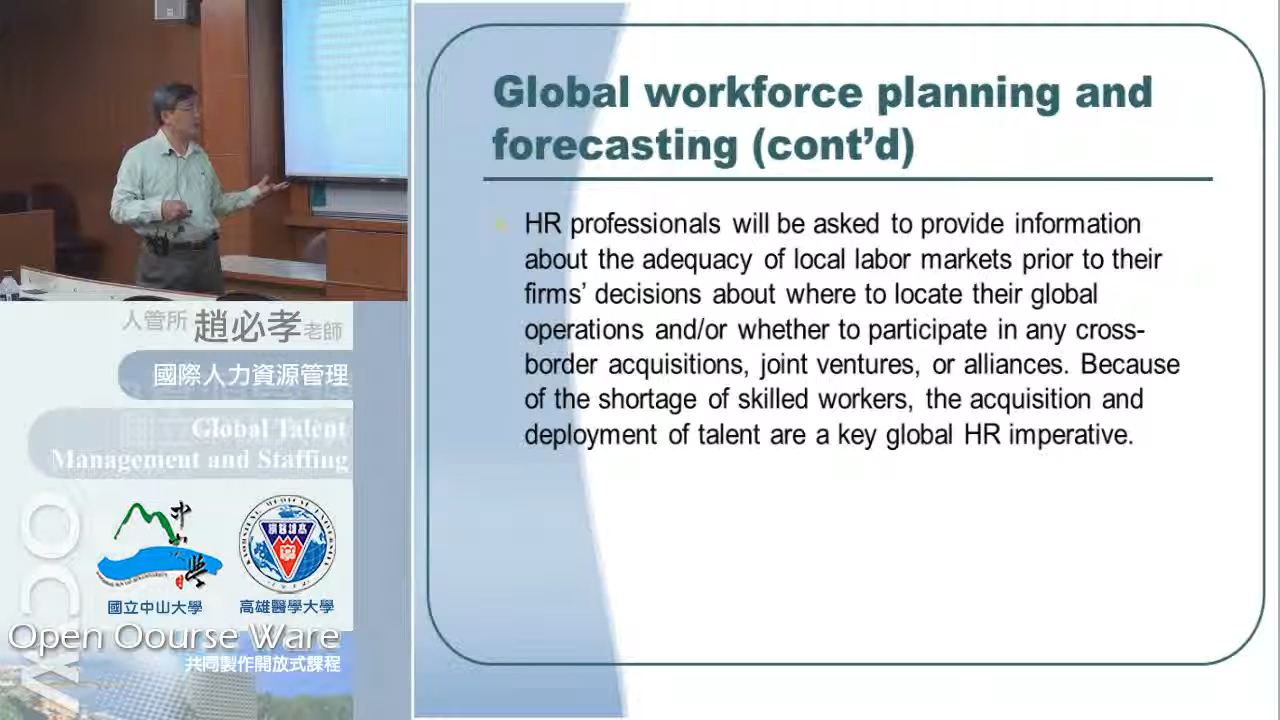 Global workforce planning and
forecasting (cont'd)
HR professionals will be asked to provide information
about the adequacy of local labor markets prior to their
firms' decisions about where to locate their global
operations and/or whether to participate in any cross-
border acquisitions, joint ventures, or alliances. Because
of the shortage of skilled workers, the acquisition and
deployment of talent are a key global HR imperative.
人管所 趙必孝老師
國際人力資源管理
Global Talent
Management and Staffing
國立中山大學
高雄醫學大學
Open Oourse Ware
共同製作開放式課程
OCW